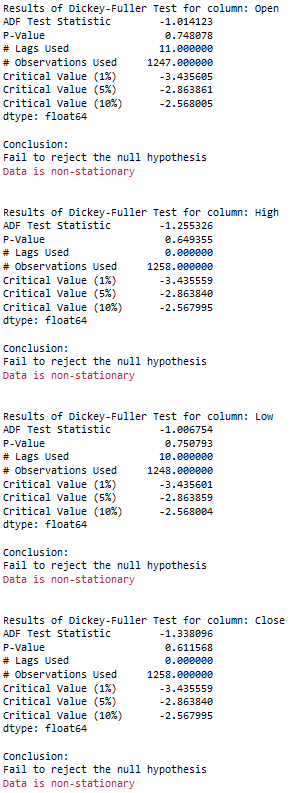 Results of Dickey-Fuller Test for column: Open
ADF Test Statistic -1.014123
P-Value 0.748078
# Lags Used 11.000000
# Observations Used 1247.000000
Critical Value (1%) -3.435605
Critical Value (5%) -2.863861
Critical Value (10%) -2.568005
dtype: float64
Conclusion:
Fail to reject the null hypothesis
Data is non-stationary
Results of Dickey-Fuller Test for column: High
ADF Test Statistic -1.255326
P-Value 0.649355
# Lags Used 0.000000
# Observations Used 1258.000000
Critical Value (1%) -3.435559
Critical Value (5%) -2.863840
Critical Value (10%) -2.567995
dtype: float64
Conclusion:
Fail to reject the null hypothesis
Data is non-stationary
Results of Dickey-Fuller Test for column: Low
ADF Test Statistic -1.006754
P-Value 0.750793
# Lags Used 10.000000
# Observations Used 1248.000000
Critical Value (1%) -3.435601
Critical Value (5%) -2.863859
Critical Value (10%) -2.568004
dtype: float64
Conclusion:
Fail to reject the null hypothesis
Data is non-stationary
Results of Dickey-Fuller Test for column: Close
ADF Test Statistic -1.338096
P-Value 0.611568
# Lags Used 0.000000
# Observations Used 1258.000000
Critical Value (1%) -3.435559
Critical Value (5%) -2.863840
Critical Value (10%) -2.567995
dtype: float64
Conclusion:
Fail to reject the null hypothesis
Data is non-stationary